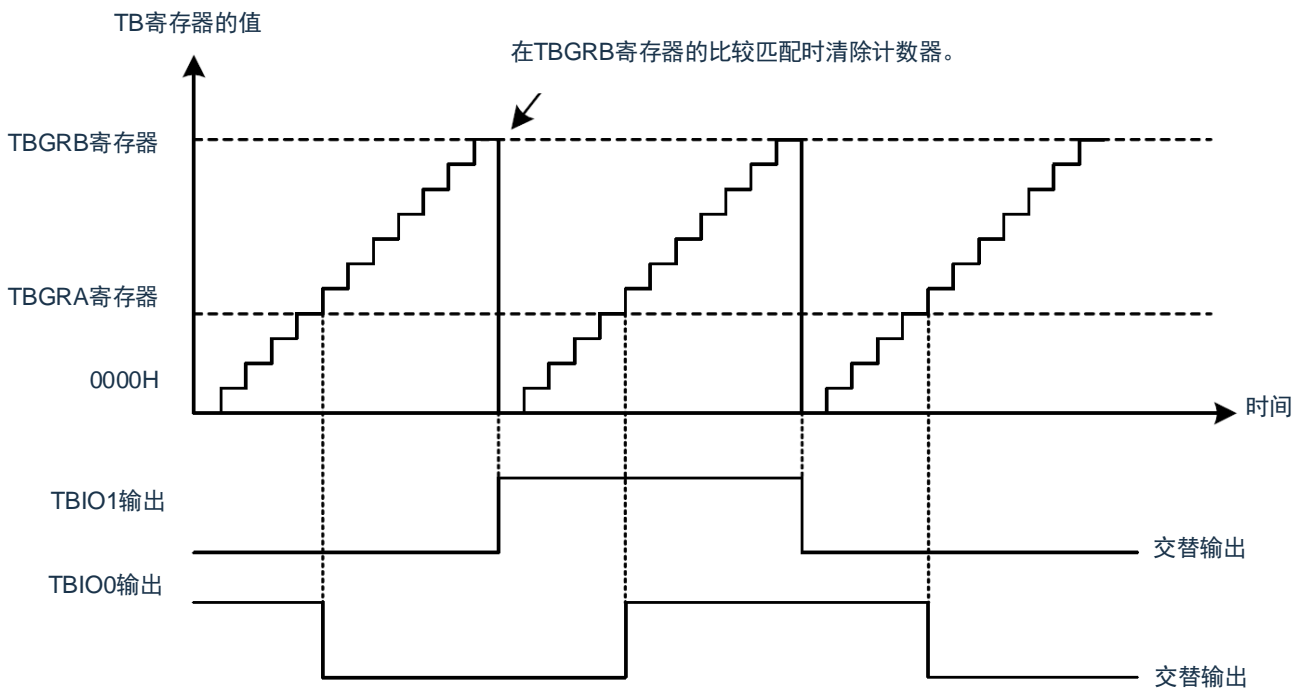 TB寄存器的值
在TBGRB寄存器的比较匹配时清除计数器。
TBGRB寄存器
TBGRA寄存器
0000H
时间
TBIO1输出
交替输出
TBIO0输出
交替输出